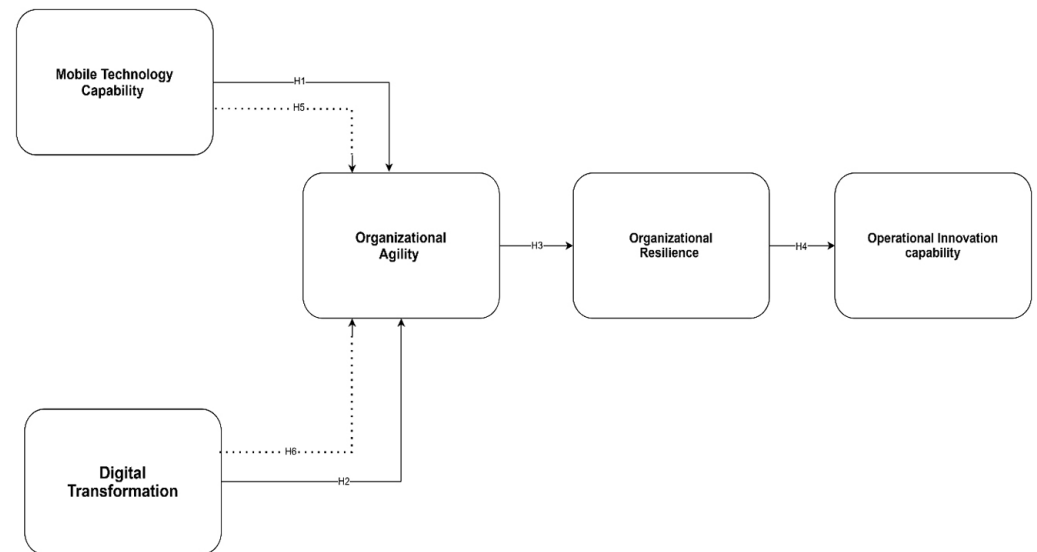 Mobile Technology
Capability
H1
H5
Organizational
Agility
H3
Organizational
Resilience
H4
Operational Innovation
capability
H6
H2
Digital
Transformation